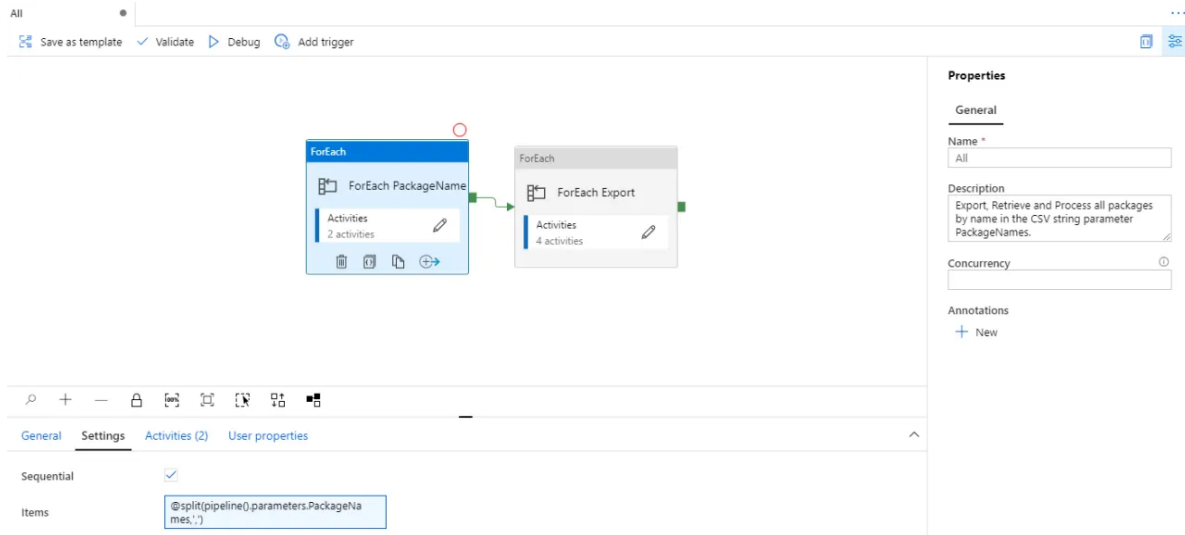 All
Save as template
Validate
Debug
Add trigger
ForEach
ForEach PackageName
Activities
2 activities
ForEach
ForEach Export
Activities
4 activities
Properties
General
Name *
All
Description
Export, Retrieve and Process all packages
by name in the CSV string parameter
PackageNames.
Concurrency
Annotations
New
100%
General
Settings
Activities (2)
User properties
Sequential
Items
@split(pipeline().parameters.PackageNa
mes,',')